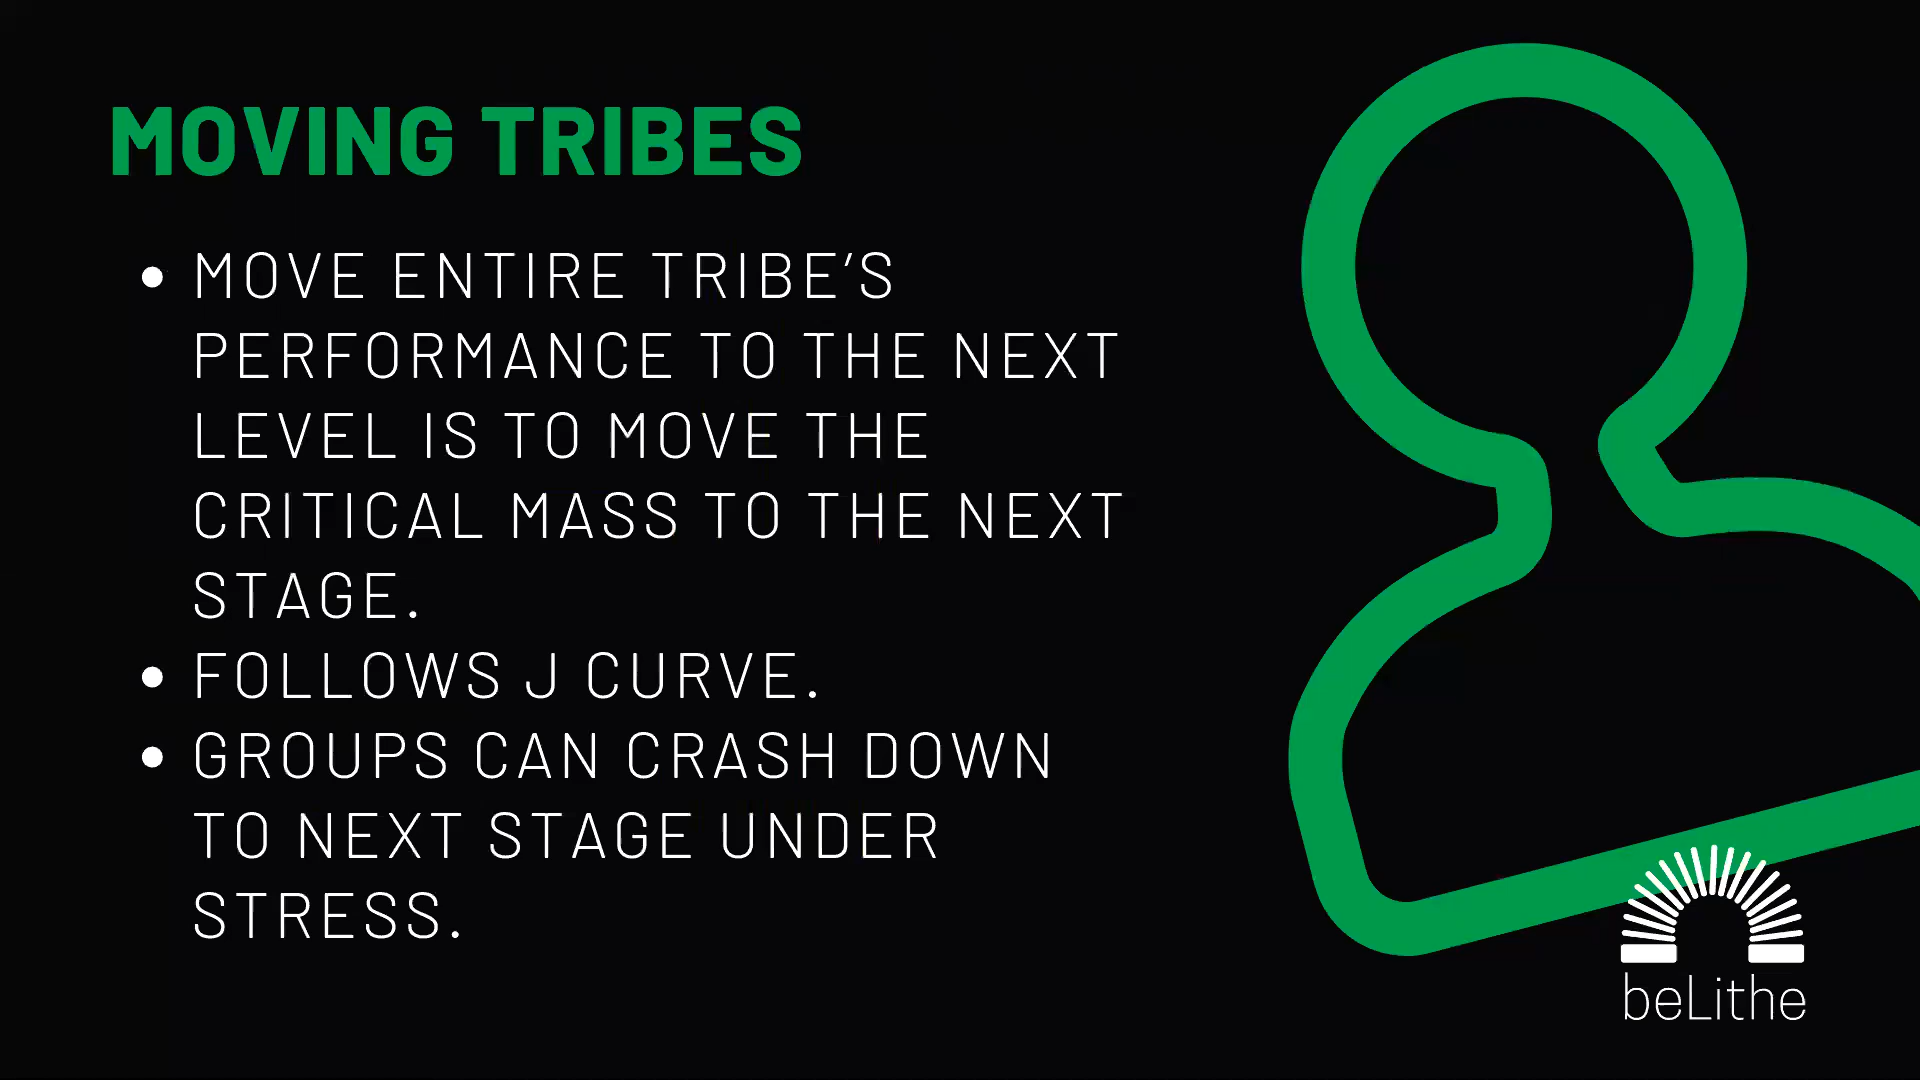 MOVING TRIBES
MOVE ENTIRE TRIBE’S
PERFORMANCE TO THE NEXT
LEVEL IS TO MOVE THE
CRITICAL MASS TO THE NEXT
STAGE.
FOLLOWS J CURVE.
GROUPS CAN CRASH DOWN
TO NEXT STAGE UNDER
STRESS.
beLithe